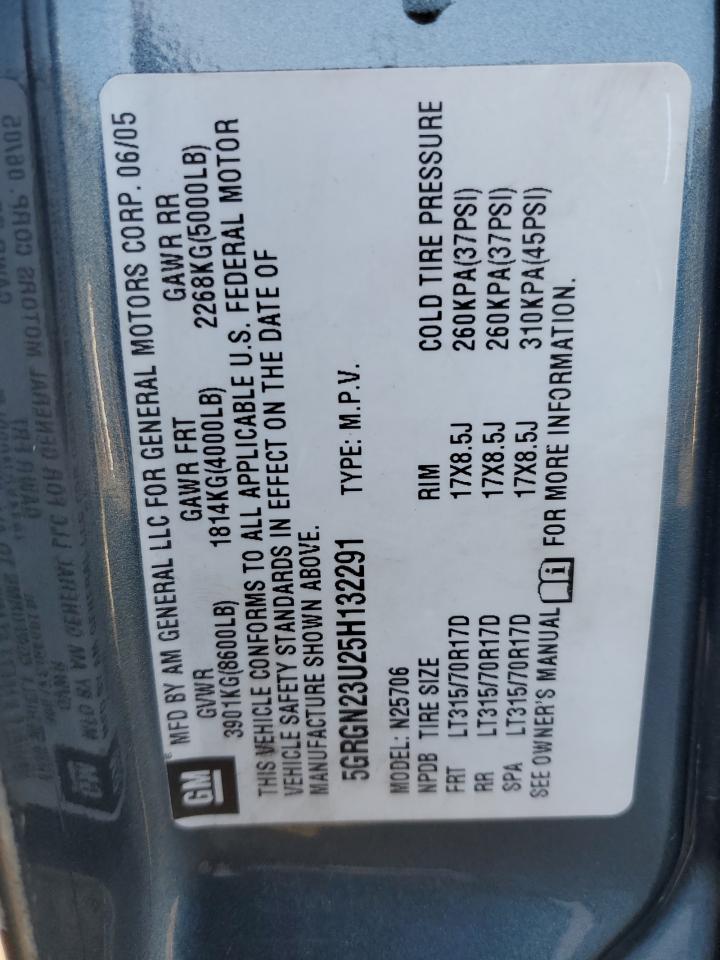 GM ® MFD BY AM GENERAL LLC FOR GENERAL MOTORS CORP. 06/05
GVWR GAWR FRT GAWR RR
3901KG(8600LB) 1814KG(4000LB) 2268KG(5000LB)
THIS VEHICLE CONFORMS TO ALL APPLICABLE U.S. FEDERAL MOTOR
VEHICLE SAFETY STANDARDS IN EFFECT ON THE DATE OF
MANUFACTURE SHOWN ABOVE.
5GRGN23U25H132291 TYPE: M.P.V.
MODEL: N25706
NPDB TIRE SIZE RIM COLD TIRE PRESSURE
FRT LT315/70R17D 17X8.5J 260KPA(37PSI)
RR LT315/70R17D 17X8.5J 260KPA(37PSI)
SPA LT315/70R17D 17X8.5J 310KPA(45PSI)
SEE OWNER'S MANUAL i FOR MORE INFORMATION.